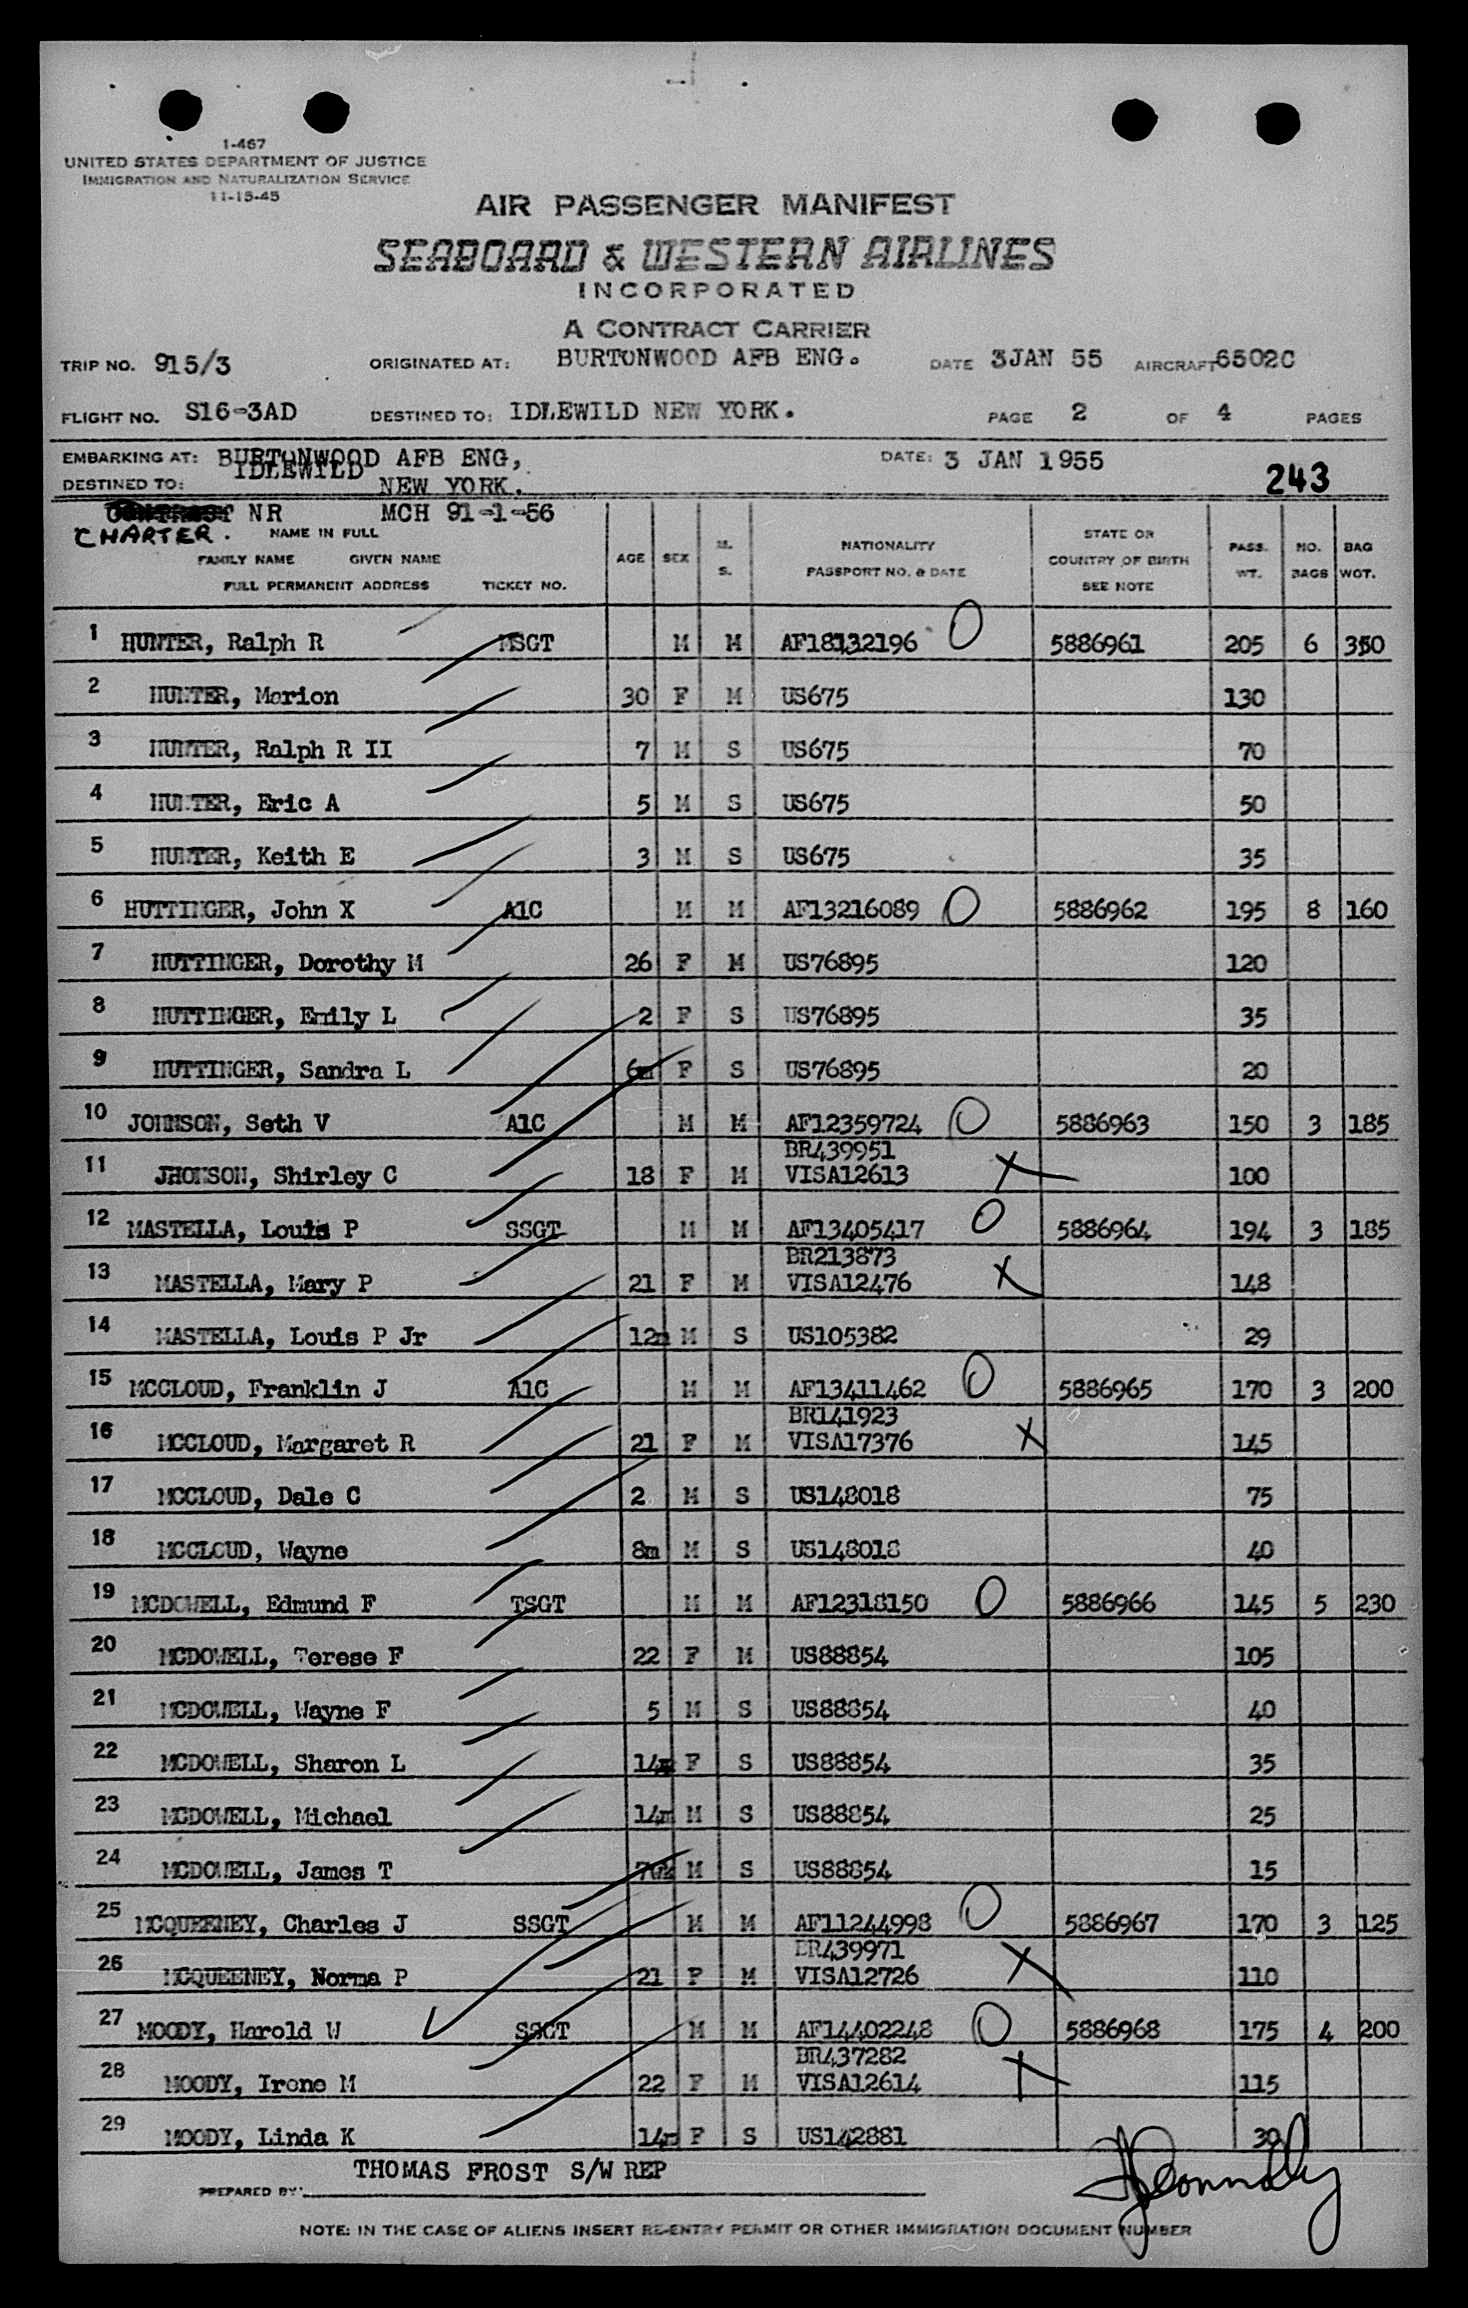 1-467
UNITED STATES DEPARTMENT OF JUSTICE
IMMIGRATION AND NATURALIZATION SERVICE
11-15-45
AIR PASSENGER MANIFEST
SEABOARD & WESTERN AIRLINES
INCORPORATED
A CONTRACT CARRIER
TRIP NO. 915/3 ORIGINATED AT: BURTONWOOD AFB ENG. DATE 3JAN 55 AIRCRAFT 6502C
FLIGHT NO. S16-3AD DESTINED TO: IDLEWILD NEW YORK. PAGE 2 OF 4 PAGES
EMBARKING AT: BURTONWOOD AFB ENG, DATE: 3 JAN 1955
DESTINED TO: IDLEWILD NEW YORK. 243
CONTRACT NR MCH 91-1-56
CHARTER. NAME IN FULL
FAMILY NAME GIVEN NAME
FULL PERMANENT ADDRESS TICKET NO. AGE SEX M. S. NATIONALITY PASSPORT NO. & DATE STATE OR COUNTRY OF BIRTH SEE NOTE PASS. WT. NO. BAGS BAG WGT.
1 HUNTER, Ralph R MSGT M M AF18132196 O 5886961 205 6 350
2 HUNTER, Marion 30 F M US675 130
3 HUNTER, Ralph R II 7 M S US675 70
4 HUNTER, Eric A 5 M S US675 50
5 HUNTER, Keith E 3 M S US675 35
6 HUTTINGER, John X A1C M M AF13216089 O 5886962 195 8 160
7 HUTTINGER, Dorothy M 26 F M US76895 120
8 HUTTINGER, Emily L 2 F S US76895 35
9 HUTTINGER, Sandra L 6m F S US76895 20
10 JOHNSON, Seth V A1C M M AF12359724 O 5886963 150 3 185
BR439951
11 JHONSON, Shirley C 18 F M VISA12613 X 100
12 MASTELLA, Louis P SSGT M M AF13405417 O 5886964 194 3 185
BR213873
13 MASTELLA, Mary P 21 F M VISA12476 X 148
14 MASTELLA, Louis P Jr 12m M S US105382 29
15 MCCLOUD, Franklin J A1C M M AF13411462 O 5886965 170 3 200
BR141923
16 MCCLOUD, Margaret R 21 F M VISA17376 X 145
17 MCCLOUD, Dale C 2 M S US148018 75
18 MCCLOUD, Wayne 8m M S US148018 40
19 MCDOWELL, Edmund F TSGT M M AF12318150 O 5886966 145 5 230
20 MCDOWELL, Terese F 22 F M US88854 105
21 MCDOWELL, Wayne F 5 M S US88854 40
22 MCDOWELL, Sharon L 14m F S US88854 35
23 MCDOWELL, Michael 14m M S US88854 25
24 MCDOWELL, James T M S US88854 15
25 MCQUEENEY, Charles J SSGT M M AF11244998 O 5886967 170 3 125
BR439971
26 MCQUEENEY, Norma P 21 F M VISA12726 X 110
27 MOODY, Harold W SSGT M M AF14402248 O 5886968 175 4 200
BR437282
28 MOODY, Irene M 22 F M VISA12614 X 115
29 MOODY, Linda K 14m F S US142881 30
THOMAS FROST S/W REP
PREPARED BY:
NOTE: IN THE CASE OF ALIENS INSERT RE-ENTRY PERMIT OR OTHER IMMIGRATION DOCUMENT NUMBER